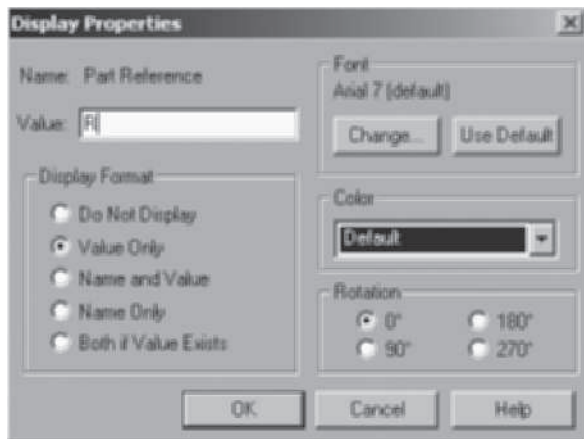 Display Properties
Name: Part Reference
Value: R
Display Format
Do Not Display
Value Only
Name and Value
Name Only
Both if Value Exists
Font
Arial 7 (default)
Change... Use Default
Color
Default
Rotation
0° 180°
90° 270°
OK Cancel Help